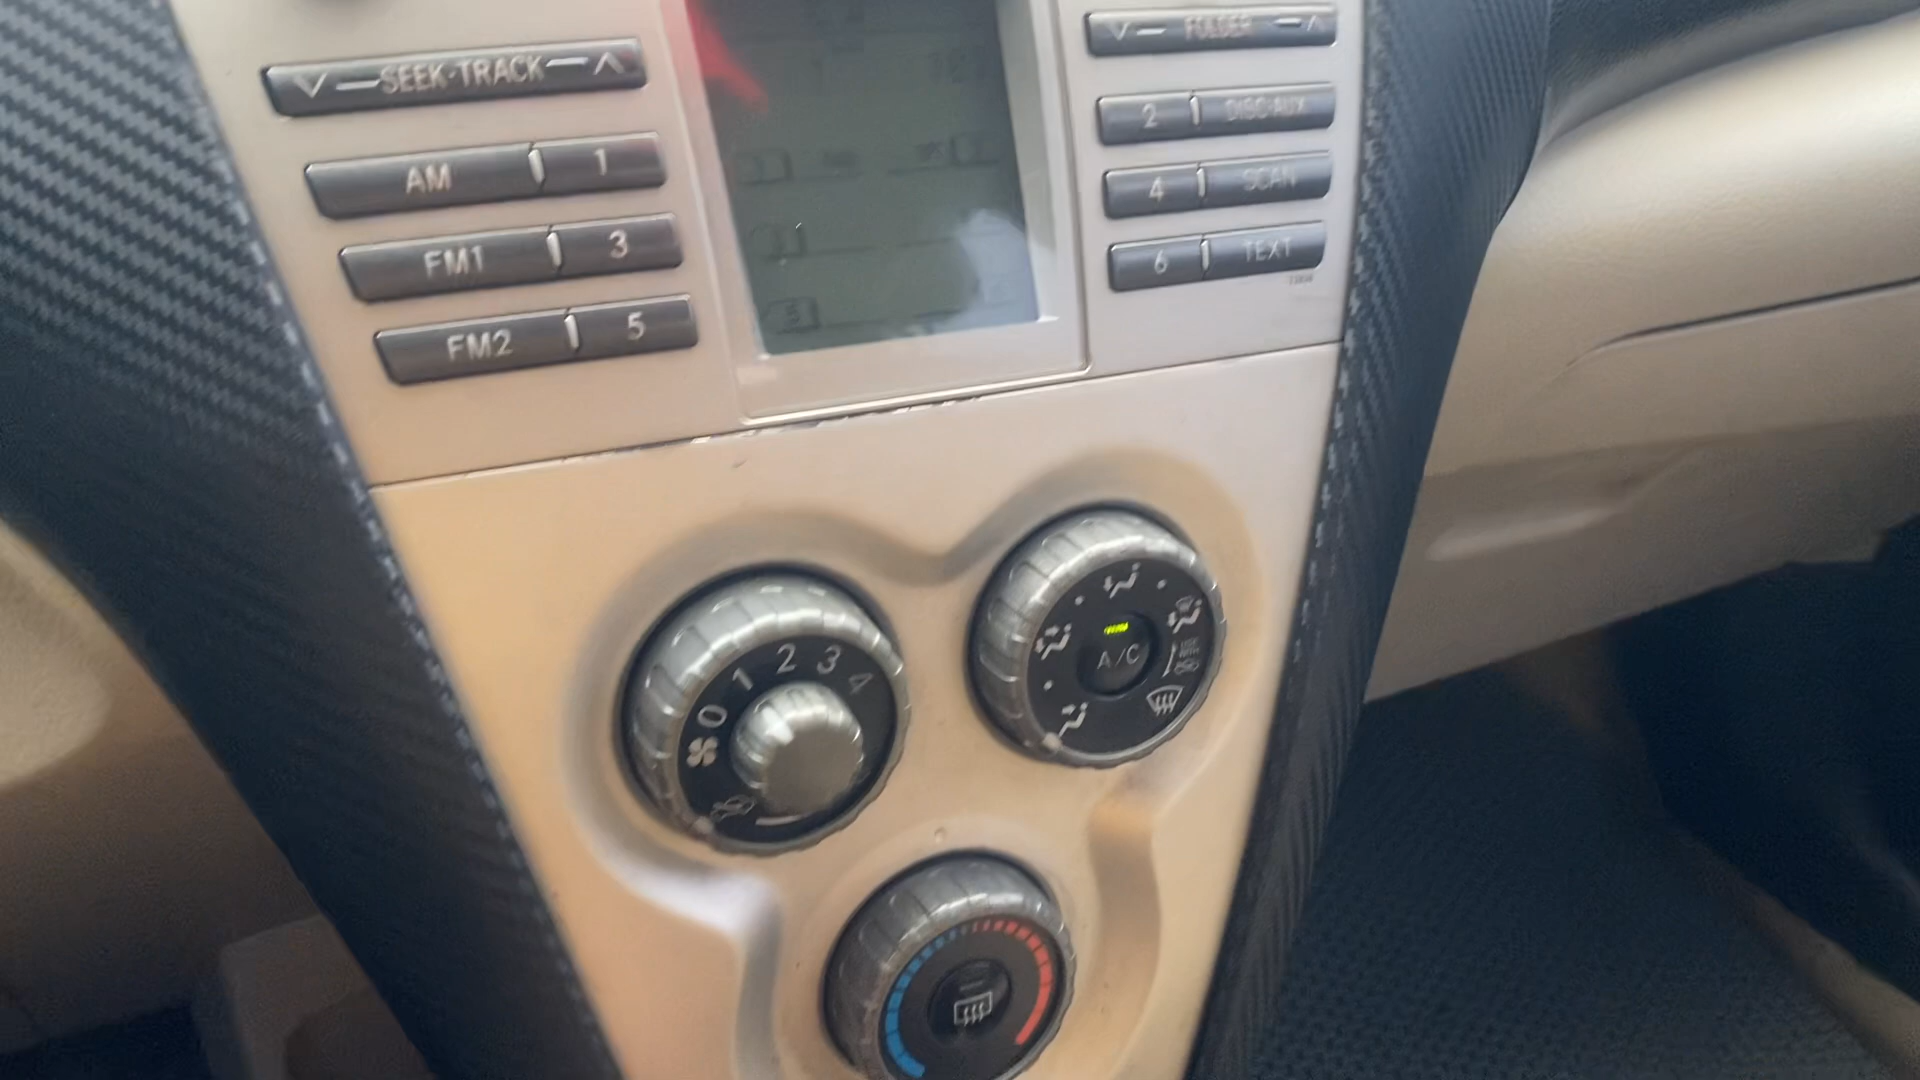 SEEK·TRACK
FOLDER
AM 1
2 DISC·AUX
FM1 3
4 SCAN
FM2 5
6 TEXT
0 1 2 3 4
A/C